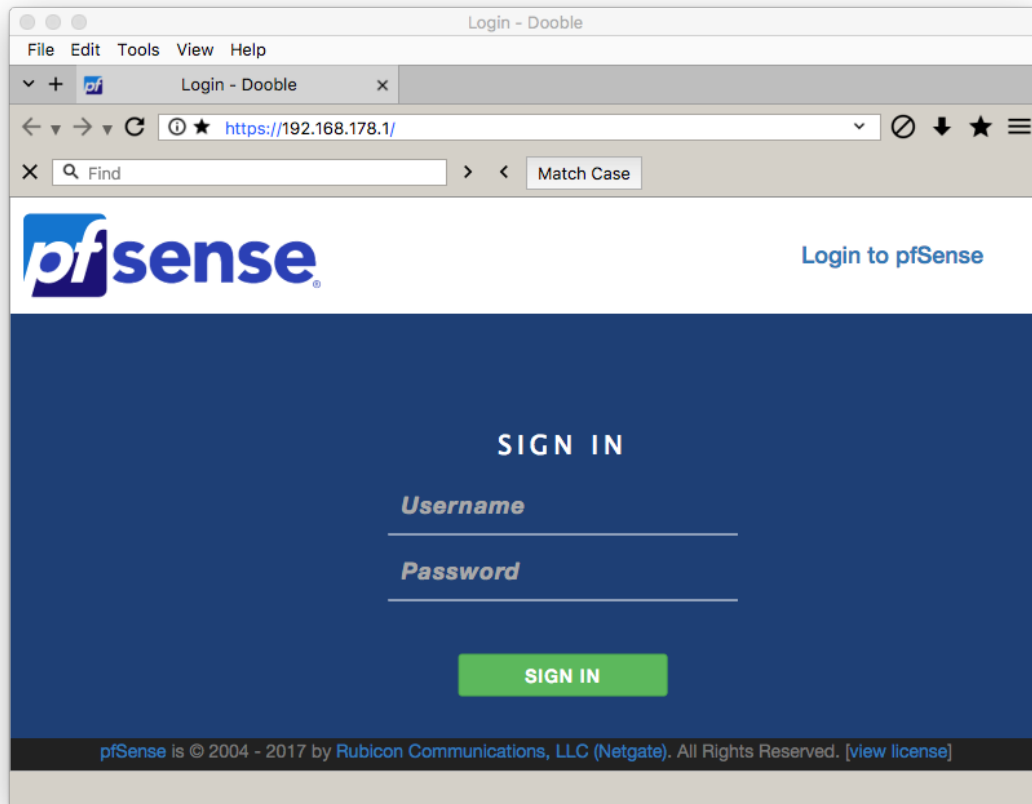 Login - Dooble
File Edit Tools View Help
pf Login - Dooble
https://192.168.178.1/
Find Match Case
pfsense® Login to pfSense
SIGN IN
Username
Password
SIGN IN
pfSense is © 2004 - 2017 by Rubicon Communications, LLC (Netgate). All Rights Reserved. [view license]